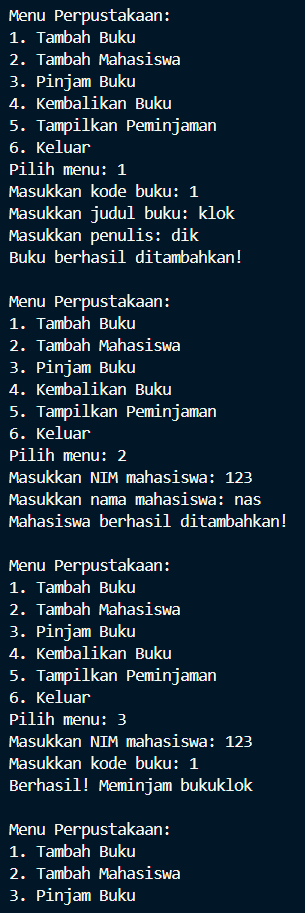 Menu Perpustakaan:
1. Tambah Buku
2. Tambah Mahasiswa
3. Pinjam Buku
4. Kembalikan Buku
5. Tampilkan Peminjaman
6. Keluar
Pilih menu: 1
Masukkan kode buku: 1
Masukkan judul buku: klok
Masukkan penulis: dik
Buku berhasil ditambahkan!

Menu Perpustakaan:
1. Tambah Buku
2. Tambah Mahasiswa
3. Pinjam Buku
4. Kembalikan Buku
5. Tampilkan Peminjaman
6. Keluar
Pilih menu: 2
Masukkan NIM mahasiswa: 123
Masukkan nama mahasiswa: nas
Mahasiswa berhasil ditambahkan!

Menu Perpustakaan:
1. Tambah Buku
2. Tambah Mahasiswa
3. Pinjam Buku
4. Kembalikan Buku
5. Tampilkan Peminjaman
6. Keluar
Pilih menu: 3
Masukkan NIM mahasiswa: 123
Masukkan kode buku: 1
Berhasil! Meminjam bukuklok

Menu Perpustakaan:
1. Tambah Buku
2. Tambah Mahasiswa
3. Pinjam Buku